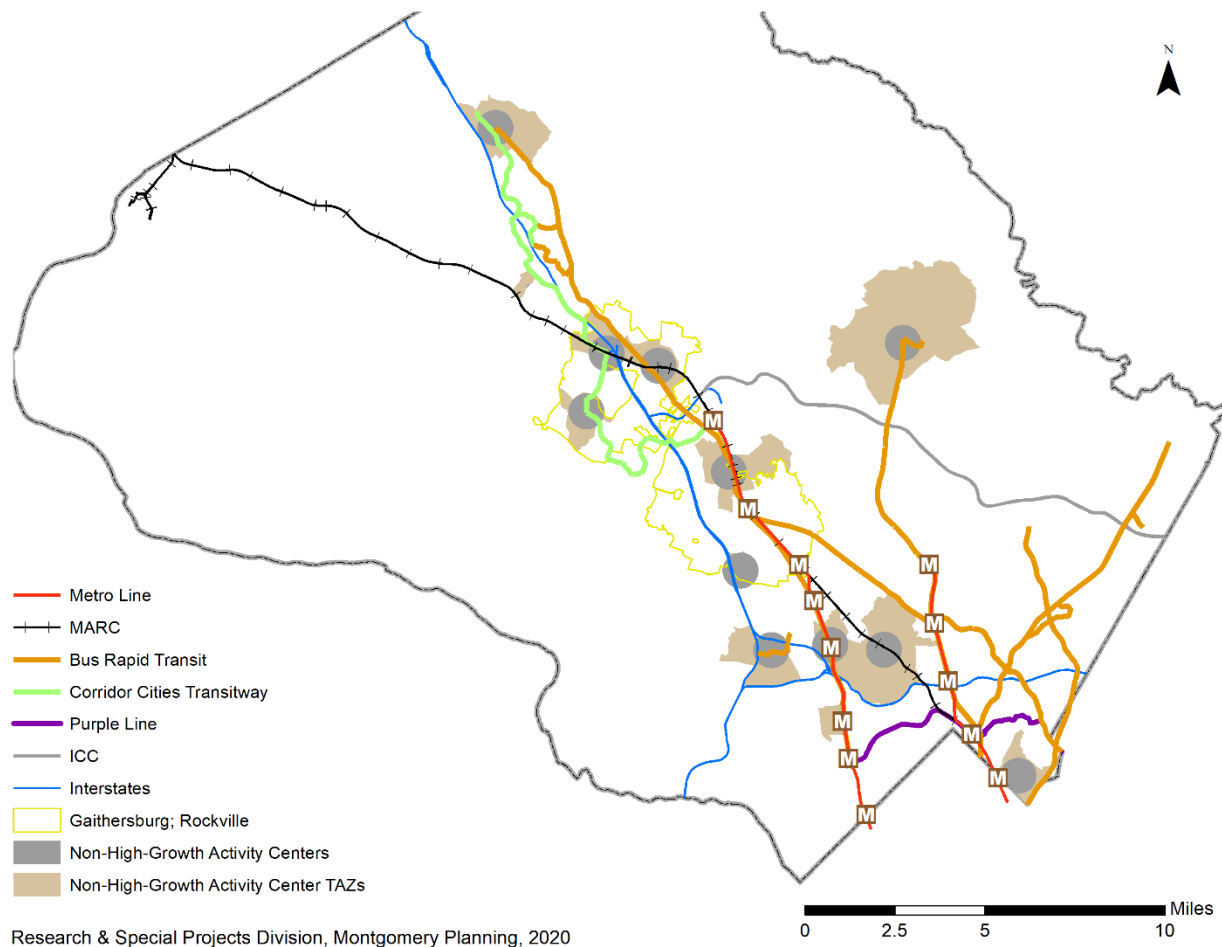 N
M
M
M
M
M
M
M
M
M
M
M
M
M
Metro Line
MARC
Bus Rapid Transit
Corridor Cities Transitway
Purple Line
ICC
Interstates
Gaithersburg; Rockville
Non-High-Growth Activity Centers
Non-High-Growth Activity Center TAZs
Miles
0 2.5 5 10
Research & Special Projects Division, Montgomery Planning, 2020